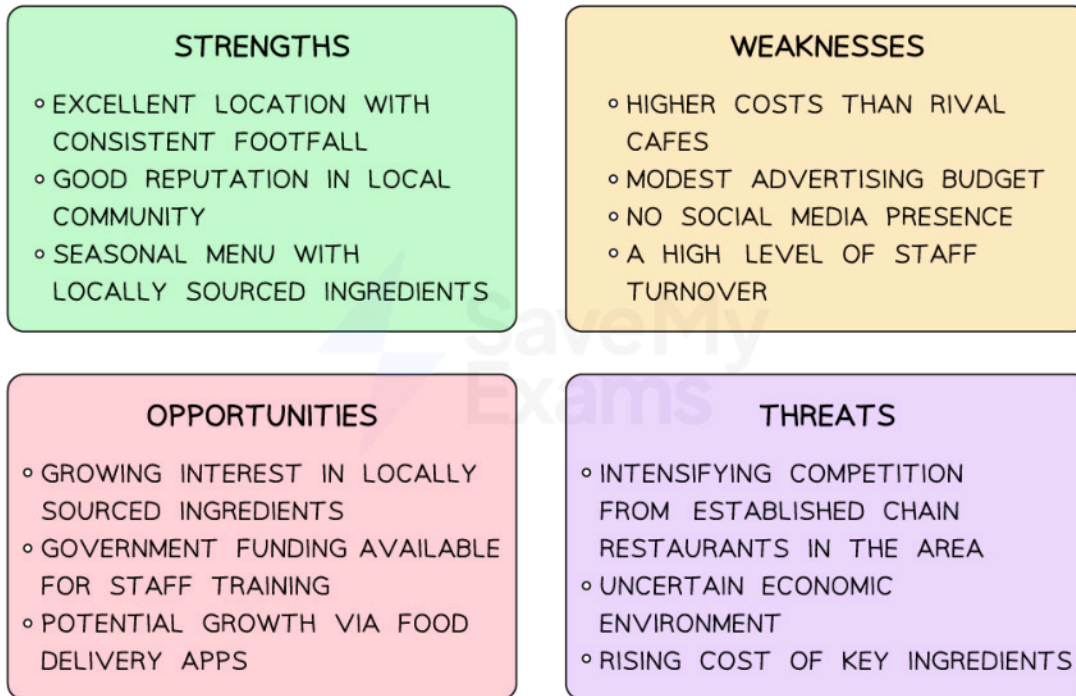 STRENGTHS
◦ EXCELLENT LOCATION WITH
CONSISTENT FOOTFALL
◦ GOOD REPUTATION IN LOCAL
COMMUNITY
◦ SEASONAL MENU WITH
LOCALLY SOURCED INGREDIENTS
WEAKNESSES
◦ HIGHER COSTS THAN RIVAL
CAFES
◦ MODEST ADVERTISING BUDGET
◦ NO SOCIAL MEDIA PRESENCE
◦ A HIGH LEVEL OF STAFF
TURNOVER
SaveMy
Exams
OPPORTUNITIES
◦ GROWING INTEREST IN LOCALLY
SOURCED INGREDIENTS
◦ GOVERNMENT FUNDING AVAILABLE
FOR STAFF TRAINING
◦ POTENTIAL GROWTH VIA FOOD
DELIVERY APPS
THREATS
◦ INTENSIFYING COMPETITION
FROM ESTABLISHED CHAIN
RESTAURANTS IN THE AREA
◦ UNCERTAIN ECONOMIC
ENVIRONMENT
◦ RISING COST OF KEY INGREDIENTS